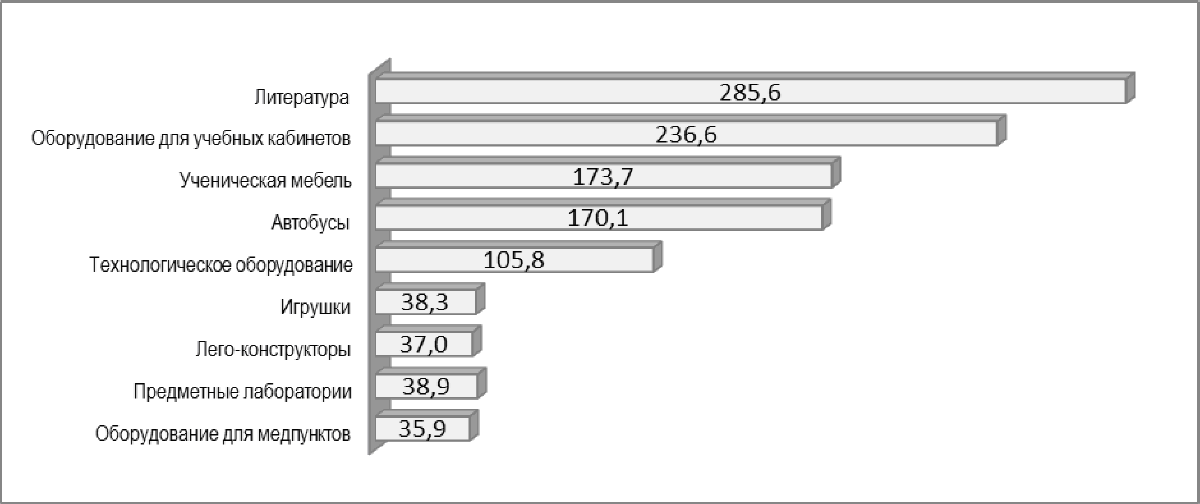 Литература 285,6
Оборудование для учебных кабинетов 236,6
Ученическая мебель 173,7
Автобусы 170,1
Технологическое оборудование 105,8
Игрушки 38,3
Лего-конструкторы 37,0
Предметные лаборатории 38,9
Оборудование для медпунктов 35,9